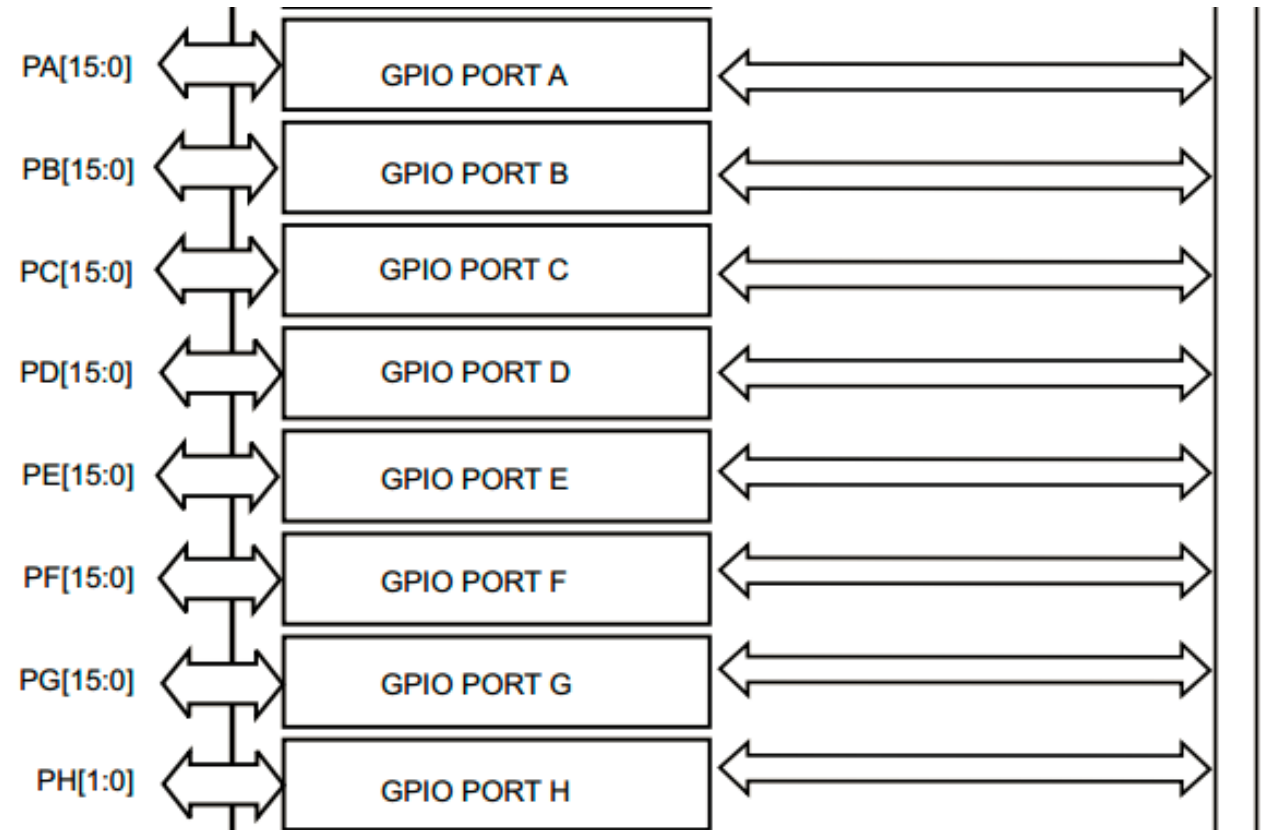 PA[15:0] GPIO PORT A
PB[15:0] GPIO PORT B
PC[15:0] GPIO PORT C
PD[15:0] GPIO PORT D
PE[15:0] GPIO PORT E
PF[15:0] GPIO PORT F
PG[15:0] GPIO PORT G
PH[1:0] GPIO PORT H